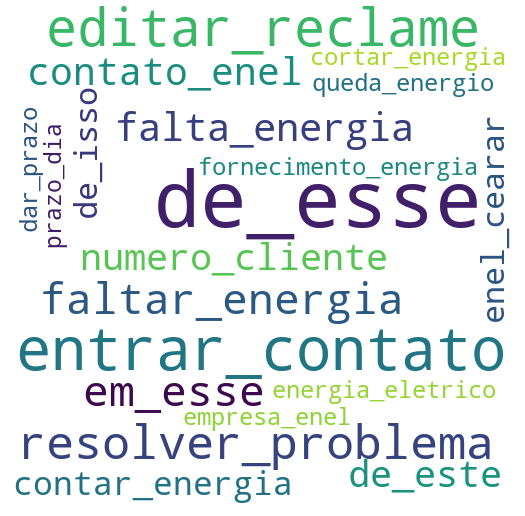 editar_reclame
cortar_energia
contato_enel
queda_energio
de_isso
falta_energia
dar_prazo
prazo_dia
fornecimento_energia
enel_cearar
de_esse
numero_cliente
faltar_energia
entrar_contato
em_esse
energia_eletrico
empresa_enel
resolver_problema
de_este
contar_energia